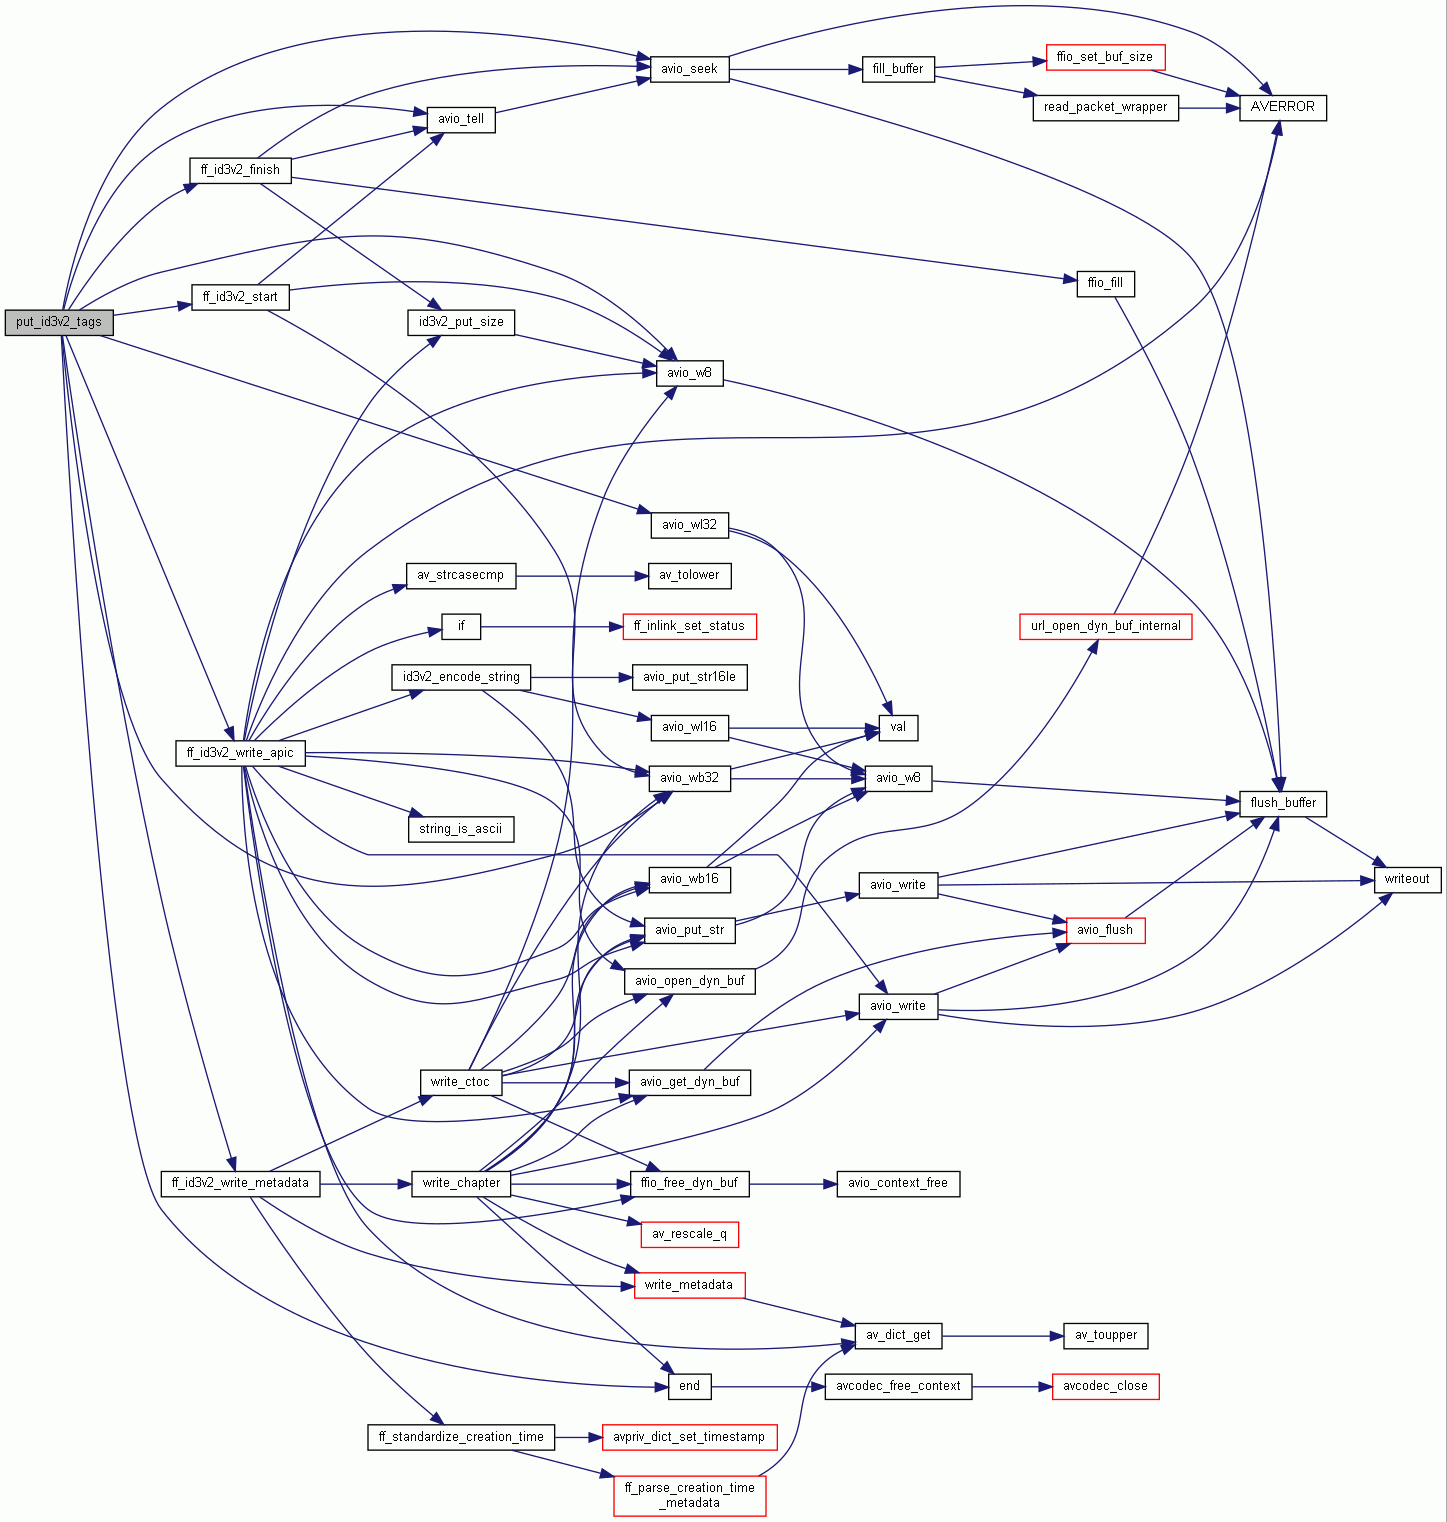 avio_seek
fill_buffer
ffio_set_buf_size
read_packet_wrapper
AVERROR
avio_tell
ff_id3v2_finish
ffio_fill
ff_id3v2_start
put_id3v2_tags
id3v2_put_size
avio_w8
avio_wl32
av_strcasecmp
av_tolower
if
ff_inlink_set_status
url_open_dyn_buf_internal
id3v2_encode_string
avio_put_str16le
avio_wl16
val
ff_id3v2_write_apic
avio_wb32
avio_w8
flush_buffer
string_is_ascii
avio_wb16
avio_write
writeout
avio_put_str
avio_flush
avio_open_dyn_buf
avio_write
write_ctoc
avio_get_dyn_buf
ff_id3v2_write_metadata
write_chapter
ffio_free_dyn_buf
avio_context_free
av_rescale_q
write_metadata
av_dict_get
av_toupper
end
avcodec_free_context
avcodec_close
ff_standardize_creation_time
avpriv_dict_set_timestamp
ff_parse_creation_time
_metadata